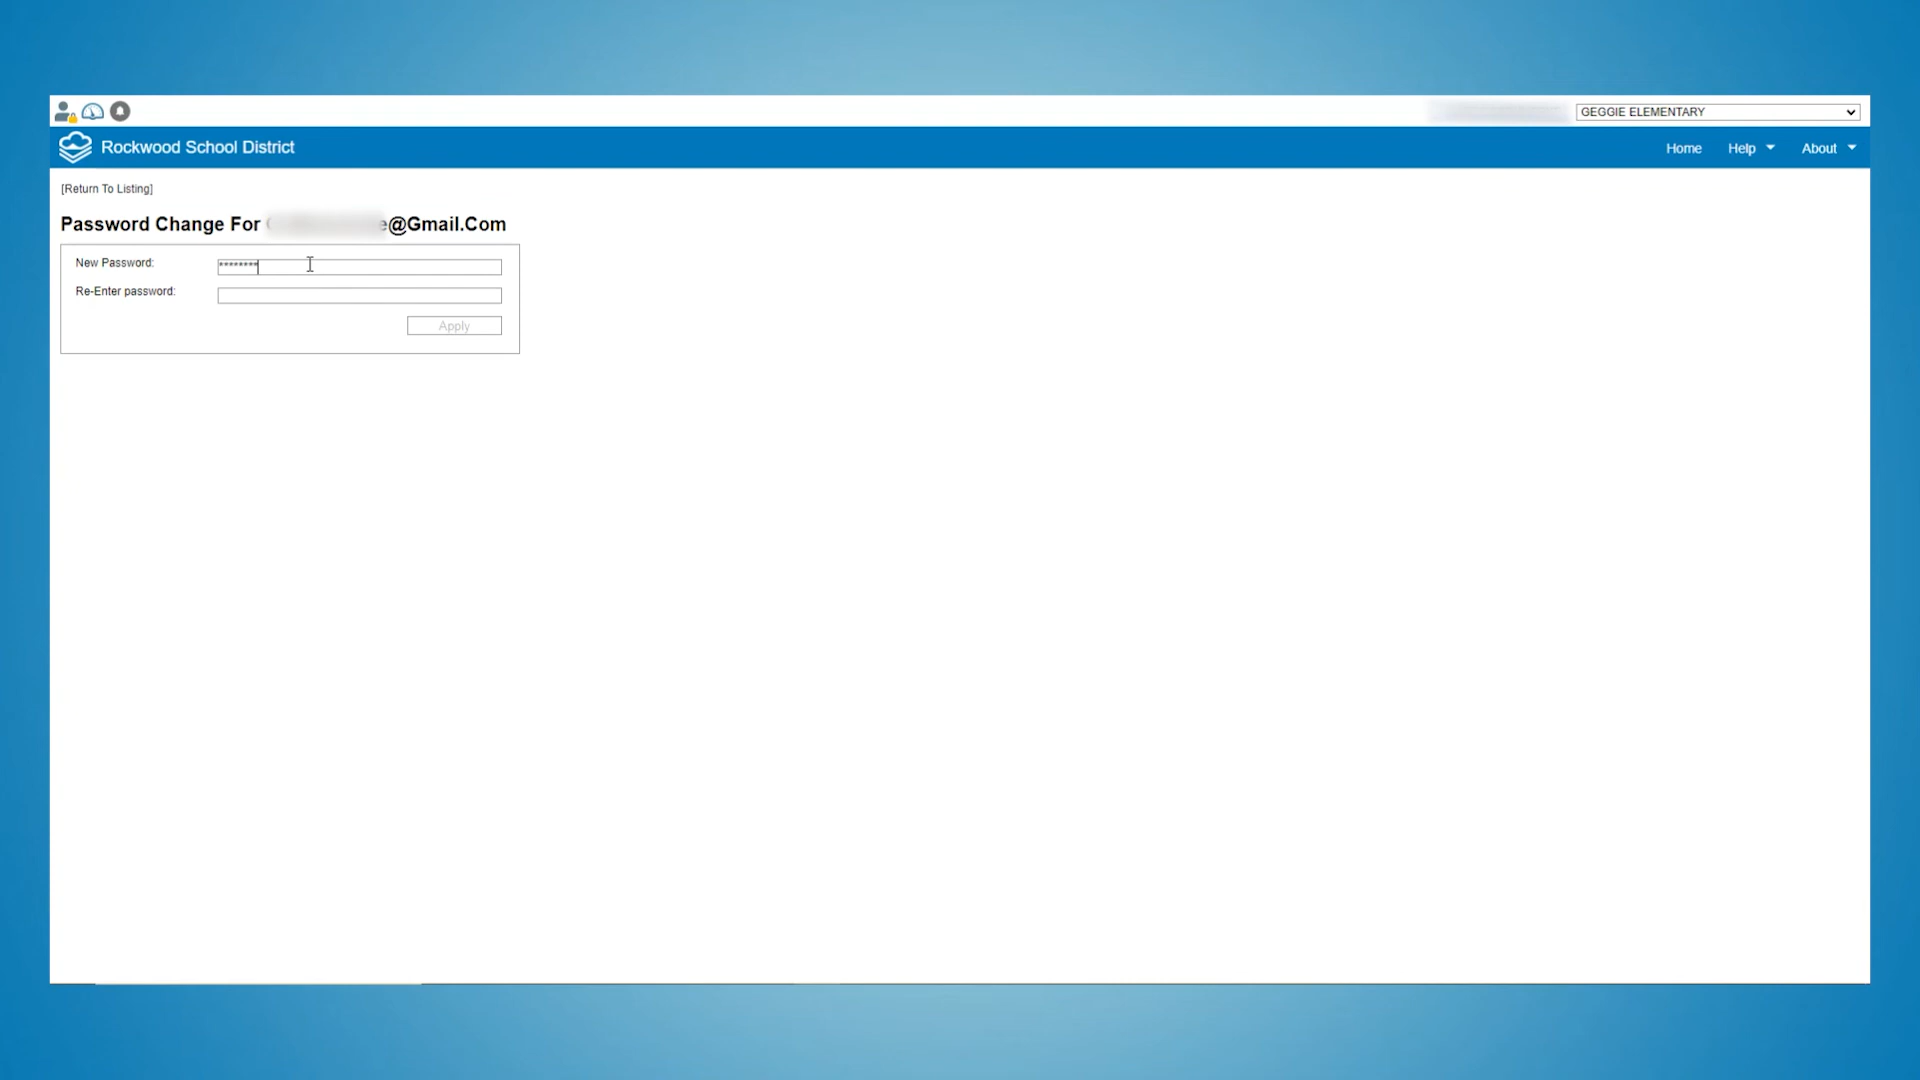 GEGGIE ELEMENTARY
Rockwood School District
Home Help About
[Return To Listing]
Password Change For @Gmail.Com
New Password: ********
Re-Enter password:
Apply